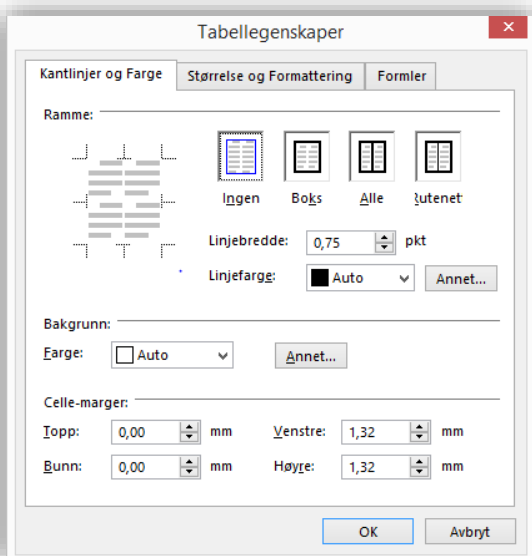 Tabellegenskaper
Kantlinjer og Farge Størrelse og Formattering Formler
Ramme:
Ingen Boks Alle Rutenet
Linjebredde: 0,75 pkt
Linjefarge: Auto Annet...
Bakgrunn:
Farge: Auto Annet...
Celle-marger:
Topp: 0,00 mm Venstre: 1,32 mm
Bunn: 0,00 mm Høyre: 1,32 mm
OK Avbryt